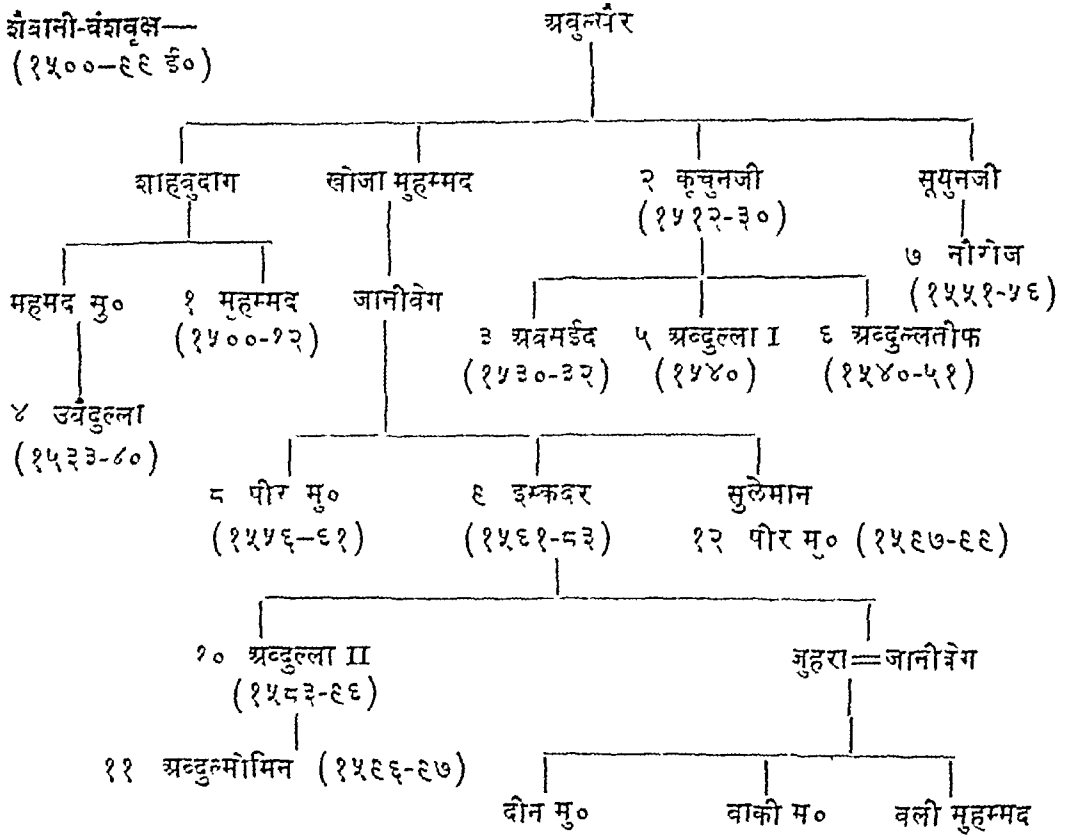 शैबानी-वंशवृक्ष—
(१५००—९९ ई०)
अबुल्खैर
शाहबुदाग खोजा मुहम्मद २ कूचुनजी सूयुनजी
(१५१२-३०)
७ नौरोज
(१५५१-५६)
महमद मु० १ मुहम्मद जानीबेग
(१५००-१२)
३ अबूसईद ५ अब्दुल्ला I ६ अब्दुल्लतीफ
(१५३०-३२) (१५४०) (१५४०-५१)
४ उबैदुल्ला
(१५३३-४०)
८ पीर मु० ९ इस्कंदर सुलेमान
(१५५६—६१) (१५६१-८३) १२ पीर मु० (१५९७-९९)
१० अब्दुल्ला II जुहरा=जानीबेग
(१५८३-९६)
११ अब्दुल्मोमिन (१५९६-९७)
दीन मु० बाकी म० वली मुहम्मद